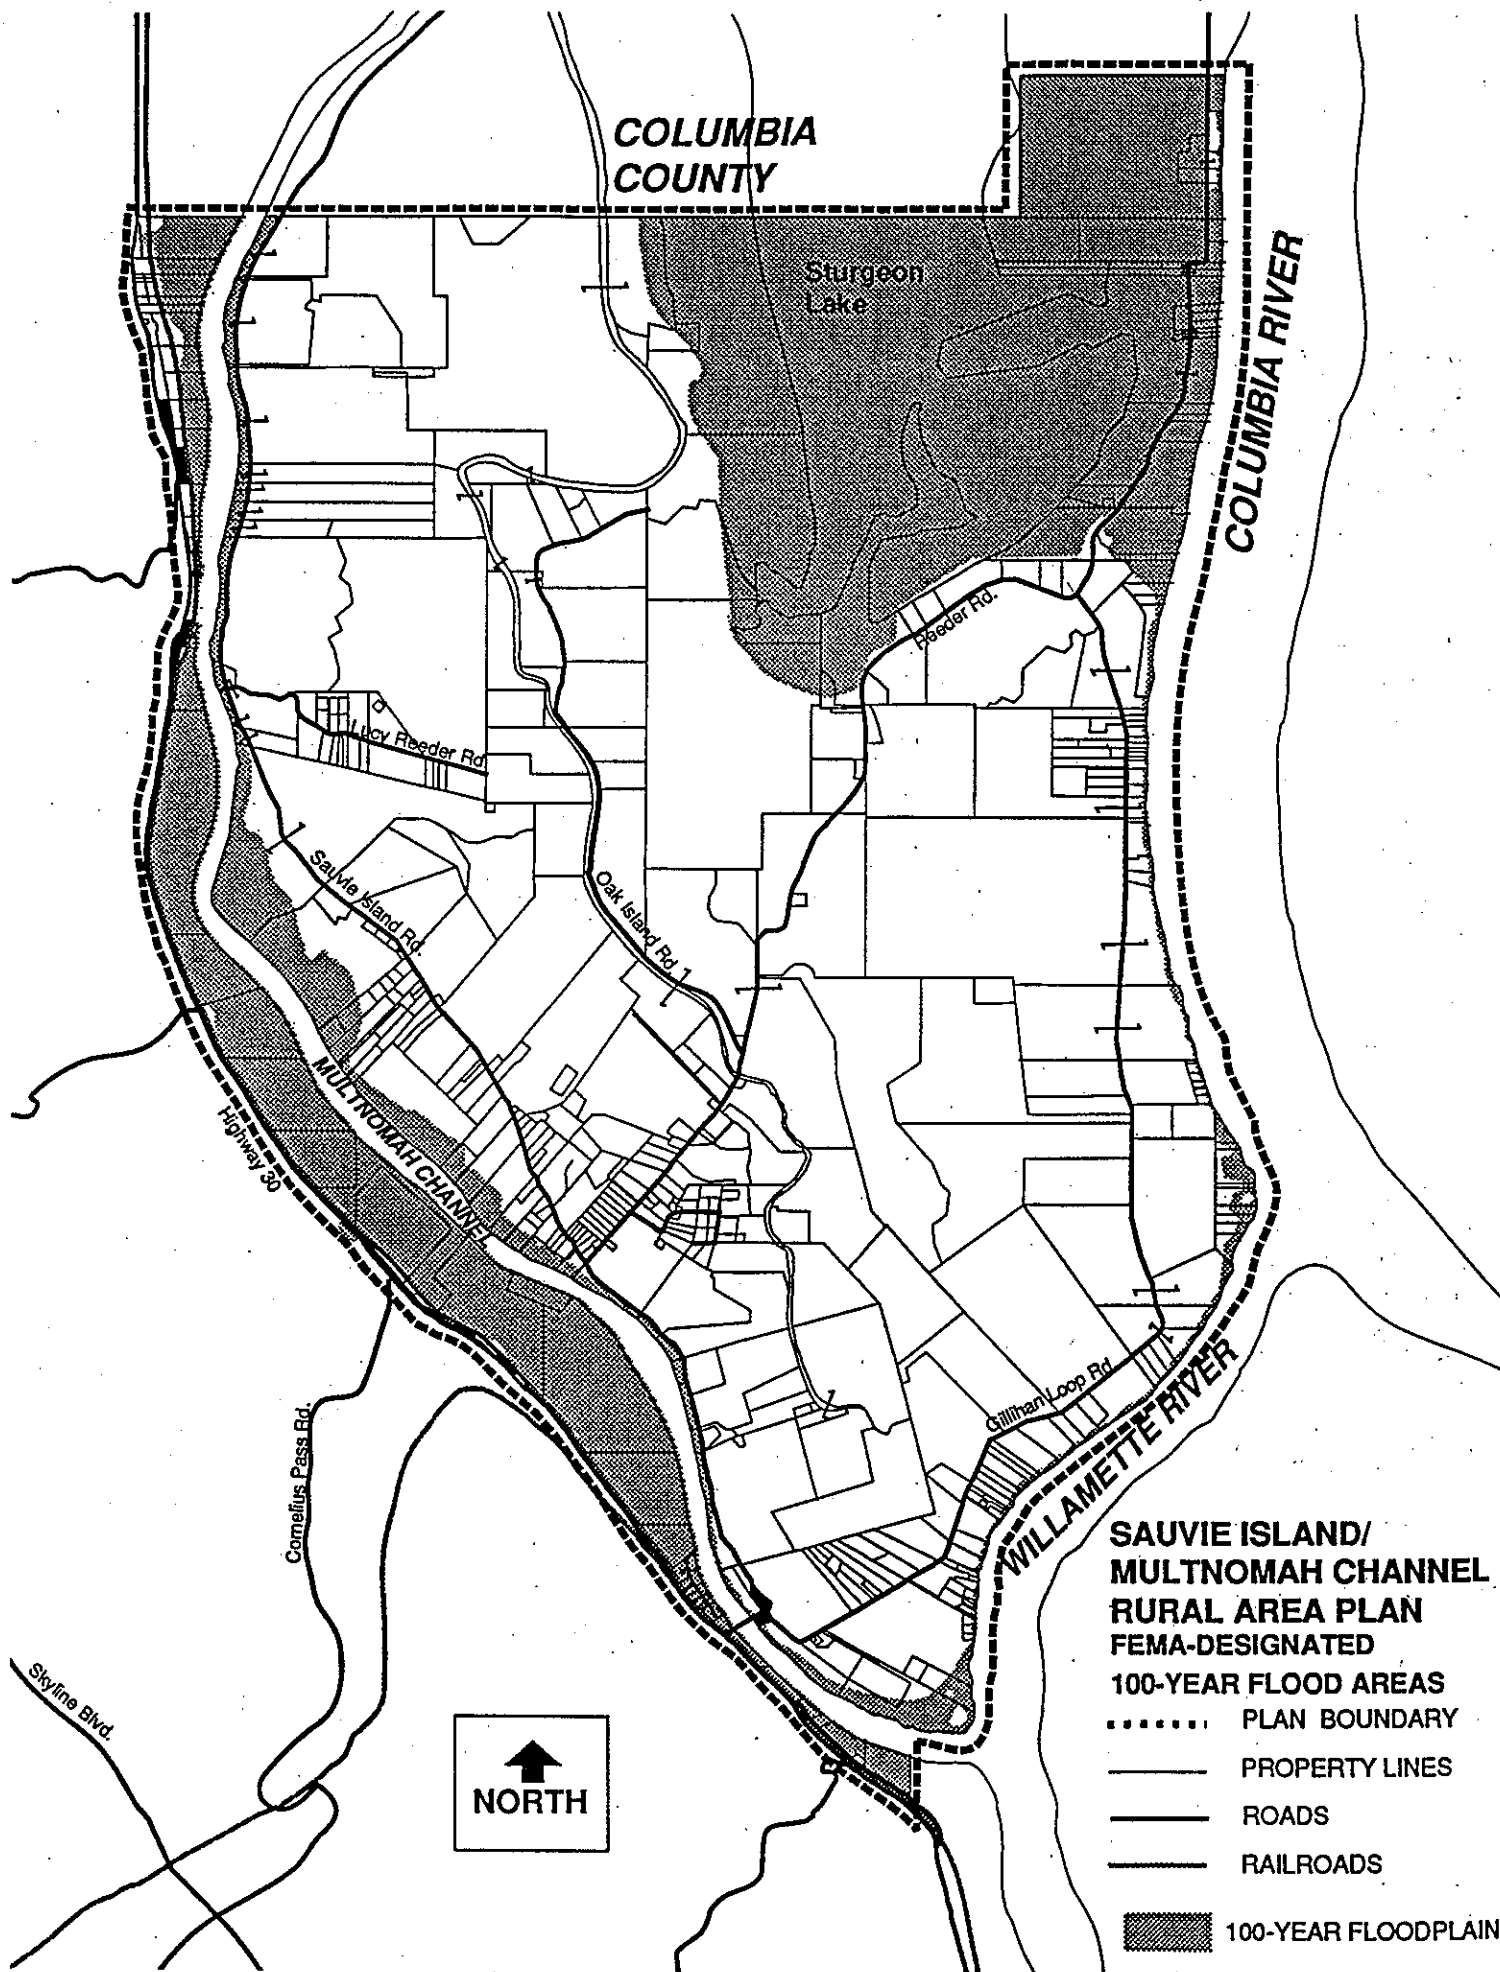 COLUMBIA
COUNTY
Sturgeon
Lake
COLUMBIA RIVER
Reeder Rd.
Lucy Reeder Rd.
Sauvie Island Rd.
Oak Island Rd.
MULTNOMAH CHANNEL
Highway 30
Gillihan Loop Rd.
WILLAMETTE RIVER
Cornelius Pass Rd.
Skyline Blvd.
NORTH
SAUVIE ISLAND/
MULTNOMAH CHANNEL
RURAL AREA PLAN
FEMA-DESIGNATED
100-YEAR FLOOD AREAS
PLAN BOUNDARY
PROPERTY LINES
ROADS
RAILROADS
100-YEAR FLOODPLAIN